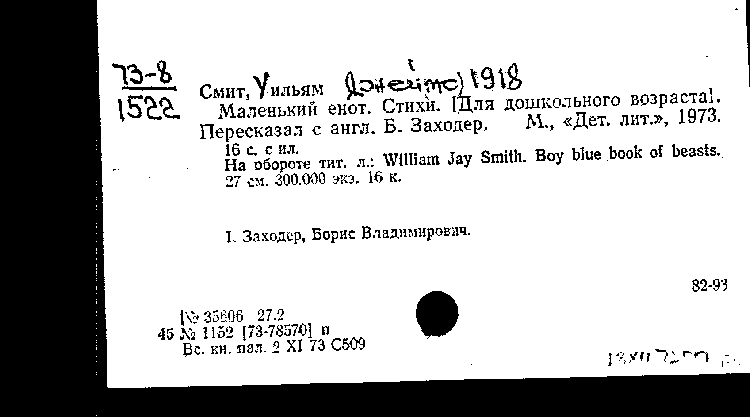 73-8
1522
Смит, Уильям 1918
Маленький енот. Стихи. [Для дошкольного возраста].
Пересказал с англ. Б. Заходер. М., «Дет. лит.», 1973.
16 с. с ил.
На обороте тит. л.: William Jay Smith. Boy blue book of beasts.
27 см. 300.000 экз. 16 к.
I. Заходер, Борис Владимирович.
82-93
[№ 35606 27.2
45 № 1152 [73-78570] п
Вс. кн. пал. 2 XI 73 С509